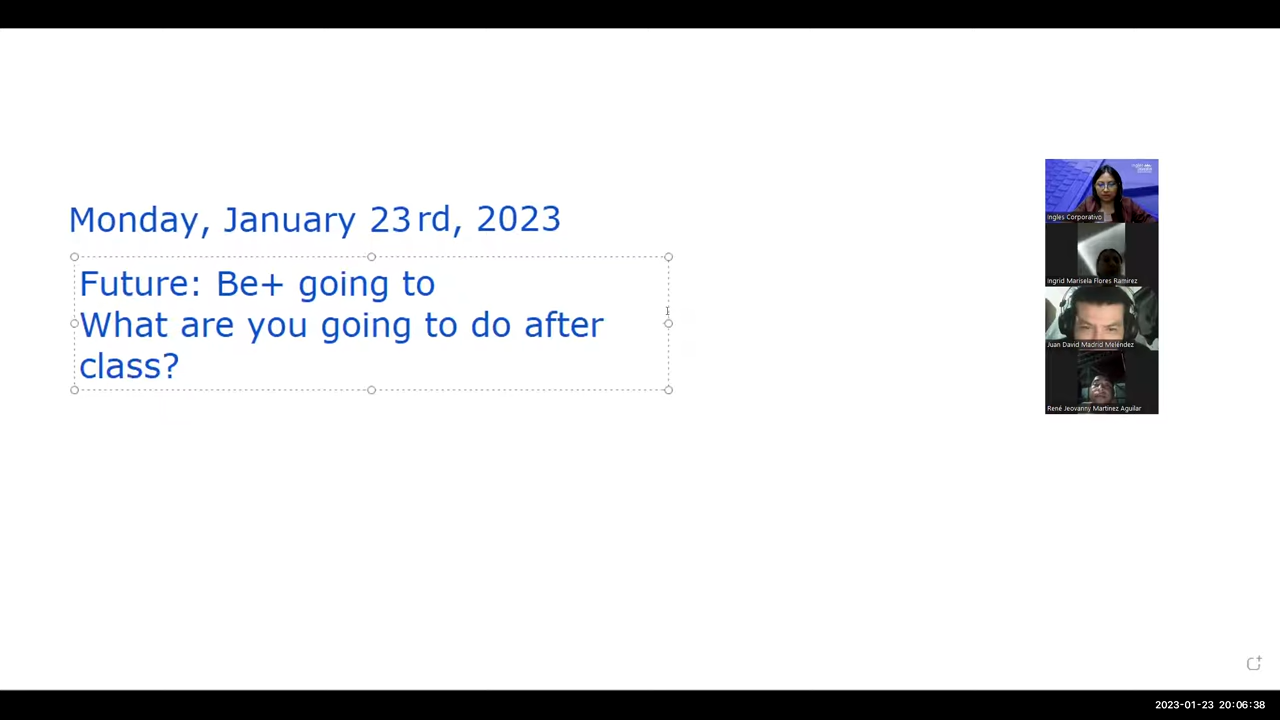 Monday, January 23rd, 2023
Future: Be+ going to
What are you going to do after
class?
Ingles Corporativo
Ingrid Marisela Flores Ramirez
Juan David Madrid Meléndez
René Jeovanny Martinez Aguilar
2023-01-23 20:06:38